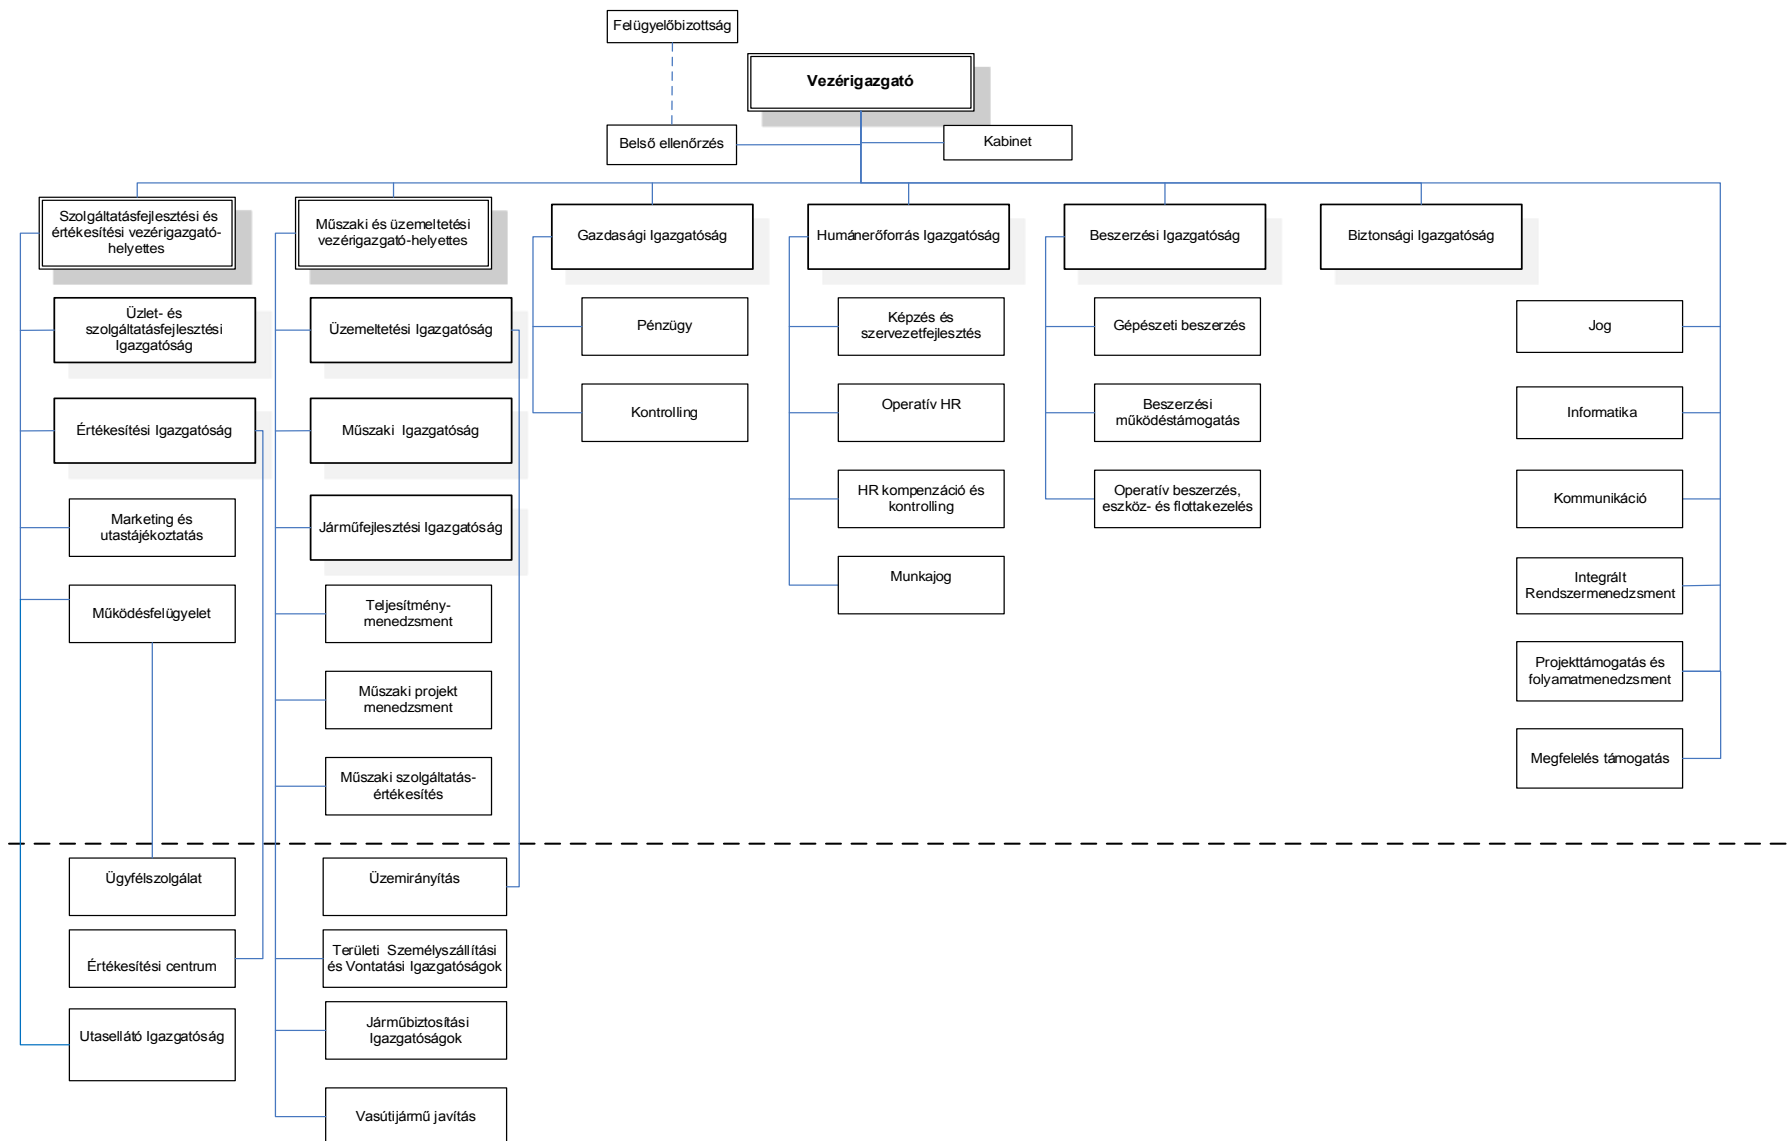 Felügyelőbizottság
Vezérigazgató
Belső ellenőrzés
Kabinet
Szolgáltatásfejlesztési és
értékesítési vezérigazgató-
helyettes
Műszaki és üzemeltetési
vezérigazgató-helyettes
Gazdasági Igazgatóság
Humánerőforrás Igazgatóság
Beszerzési Igazgatóság
Biztonsági Igazgatóság
Üzlet- és
szolgáltatásfejlesztési
Igazgatóság
Üzemeltetési Igazgatóság
Pénzügy
Képzés és
szervezetfejlesztés
Gépészeti beszerzés
Jog
Értékesítési Igazgatóság
Műszaki Igazgatóság
Kontrolling
Operatív HR
Beszerzési
működéstámogatás
Informatika
Marketing és
utastájékoztatás
Járműfejlesztési Igazgatóság
HR kompenzáció és
kontrolling
Operatív beszerzés,
eszköz- és flottakezelés
Kommunikáció
Működésfelügyelet
Teljesítmény-
menedzsment
Munkajog
Integrált
Rendszermenedzsment
Műszaki projekt
menedzsment
Projekttámogatás és
folyamatmenedzsment
Műszaki szolgáltatás-
értékesítés
Megfelelés támogatás
Ügyfélszolgálat
Üzemirányítás
Értékesítési centrum
Területi Személyszállítási
és Vontatási Igazgatóságok
Utasellátó Igazgatóság
Járműbiztosítási
Igazgatóságok
Vasútijármű javítás